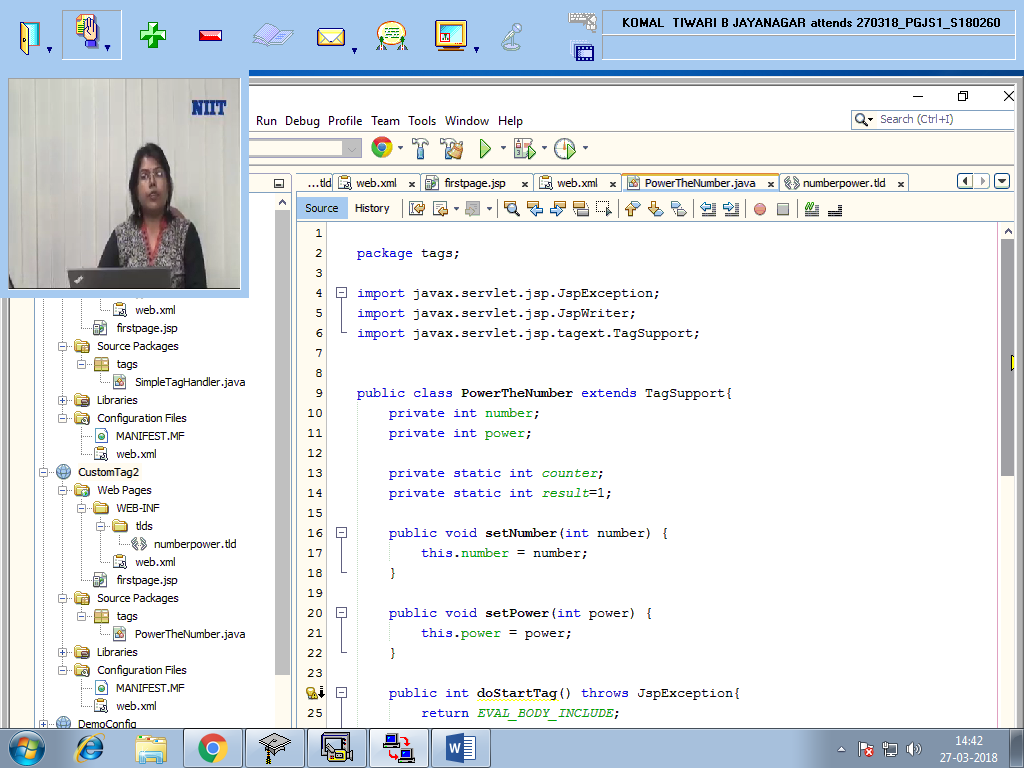 KOMAL TIWARI B JAYANAGAR attends 270318_PGJS1_S180260
NIIT
Run Debug Profile Team Tools Window Help
Search (Ctrl+I)
...tld web.xml firstpage.jsp web.xml PowerTheNumber.java numberpower.tld
Source History
web.xml
firstpage.jsp
Source Packages
tags
SimpleTagHandler.java
Libraries
Configuration Files
MANIFEST.MF
web.xml
CustomTag2
Web Pages
WEB-INF
tlds
numberpower.tld
web.xml
firstpage.jsp
Source Packages
tags
PowerTheNumber.java
Libraries
Configuration Files
MANIFEST.MF
web.xml
DemoConfig
1
2 package tags;
3
4 import javax.servlet.jsp.JspException;
5 import javax.servlet.jsp.JspWriter;
6 import javax.servlet.jsp.tagext.TagSupport;
7
8
9 public class PowerTheNumber extends TagSupport{
10 private int number;
11 private int power;
12
13 private static int counter;
14 private static int result=1;
15
16 public void setNumber(int number) {
17 this.number = number;
18 }
19
20 public void setPower(int power) {
21 this.power = power;
22 }
23
public int doStartTag() throws JspException{
25 return EVAL_BODY_INCLUDE;
14:42
27-03-2018